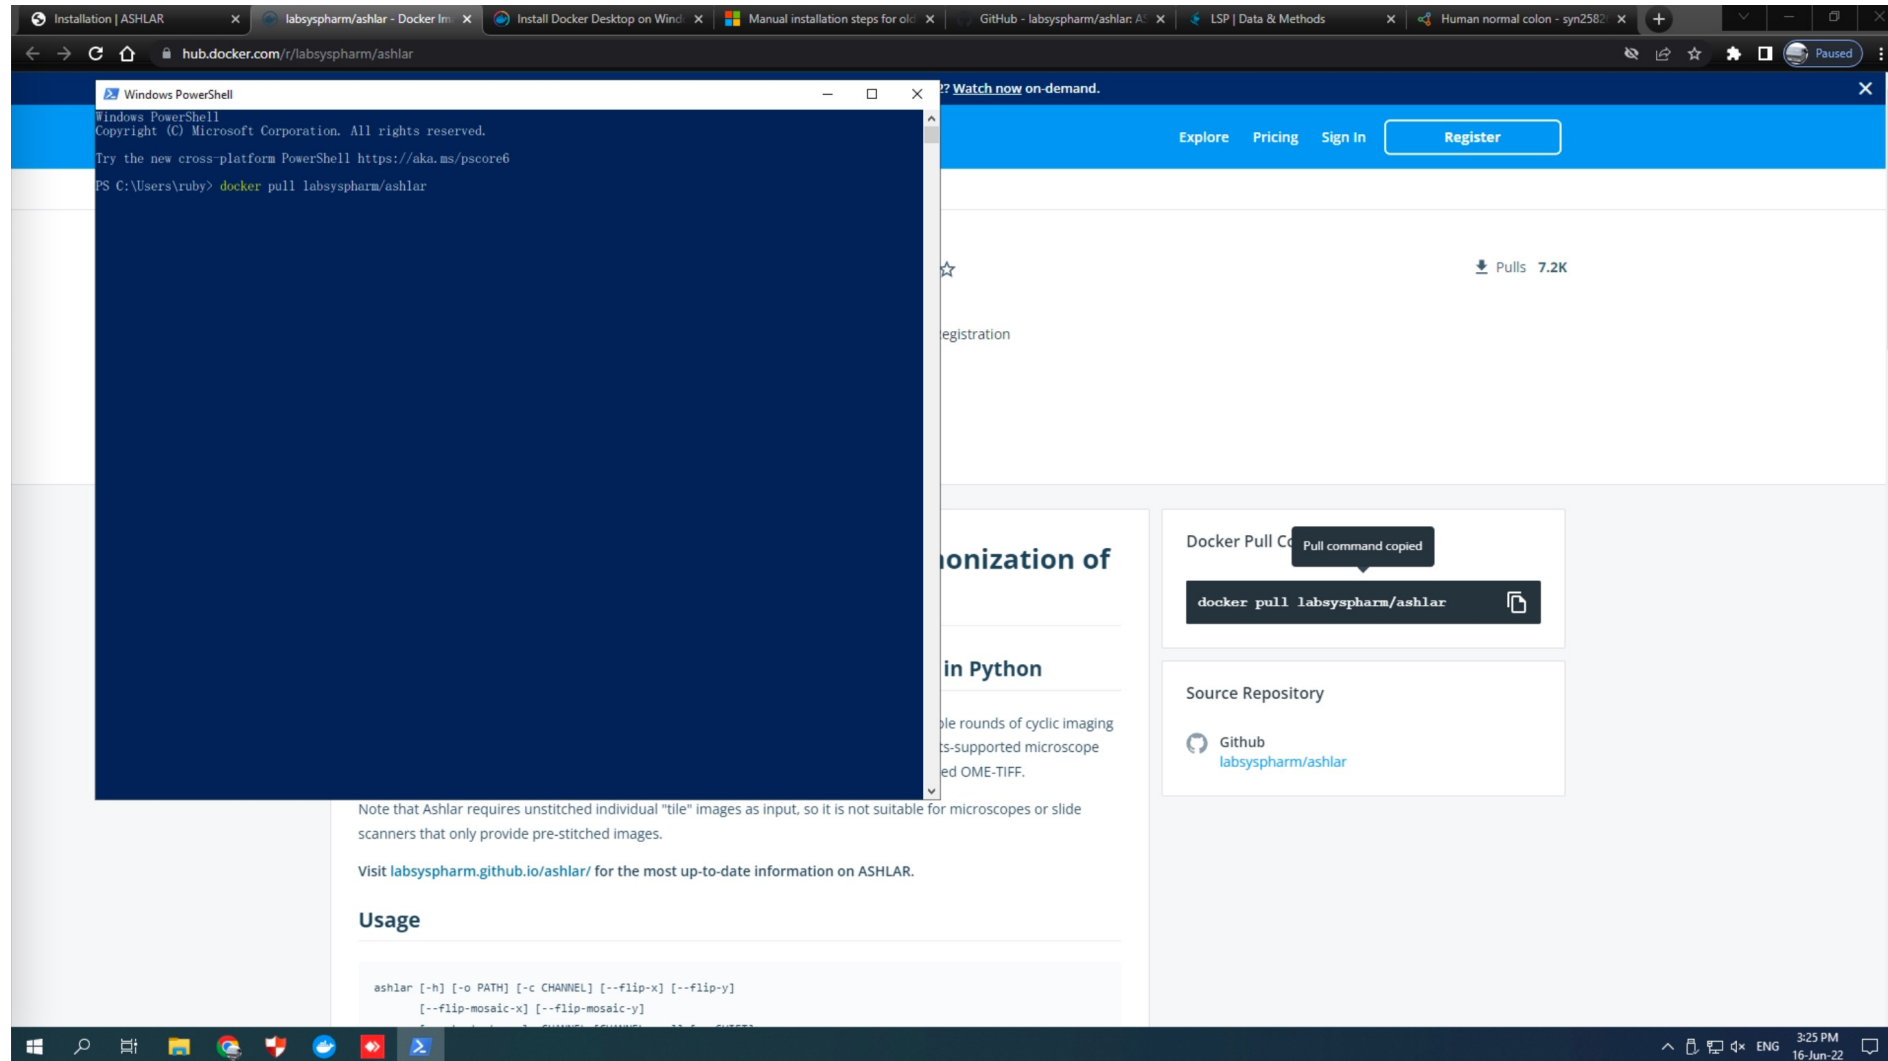 Installation | ASHLAR
labsyspharm/ashlar - Docker Im
Install Docker Desktop on Wind
Manual installation steps for old
GitHub - labsyspharm/ashlar: AS
LSP | Data & Methods
Human normal colon - syn2582
hub.docker.com/r/labsyspharm/ashlar
Paused
Windows PowerShell
?? Watch now on-demand.
Windows PowerShell
Copyright (C) Microsoft Corporation. All rights reserved.
Try the new cross-platform PowerShell https://aka.ms/pscore6
PS C:\Users\ruby> docker pull labsyspharm/ashlar
Explore
Pricing
Sign In
Register
Pulls 7.2K
egistration
onization of
in Python
ple rounds of cyclic imaging
ts-supported microscope
ed OME-TIFF.
Note that Ashlar requires unstitched individual "tile" images as input, so it is not suitable for microscopes or slide
scanners that only provide pre-stitched images.
Visit labsyspharm.github.io/ashlar/ for the most up-to-date information on ASHLAR.
Usage
ashlar [-h] [-o PATH] [-c CHANNEL] [--flip-x] [--flip-y]
[--flip-mosaic-x] [--flip-mosaic-y]
Docker Pull Co
Pull command copied
docker pull labsyspharm/ashlar
Source Repository
Github
labsyspharm/ashlar
ENG
3:25 PM
16-Jun-22